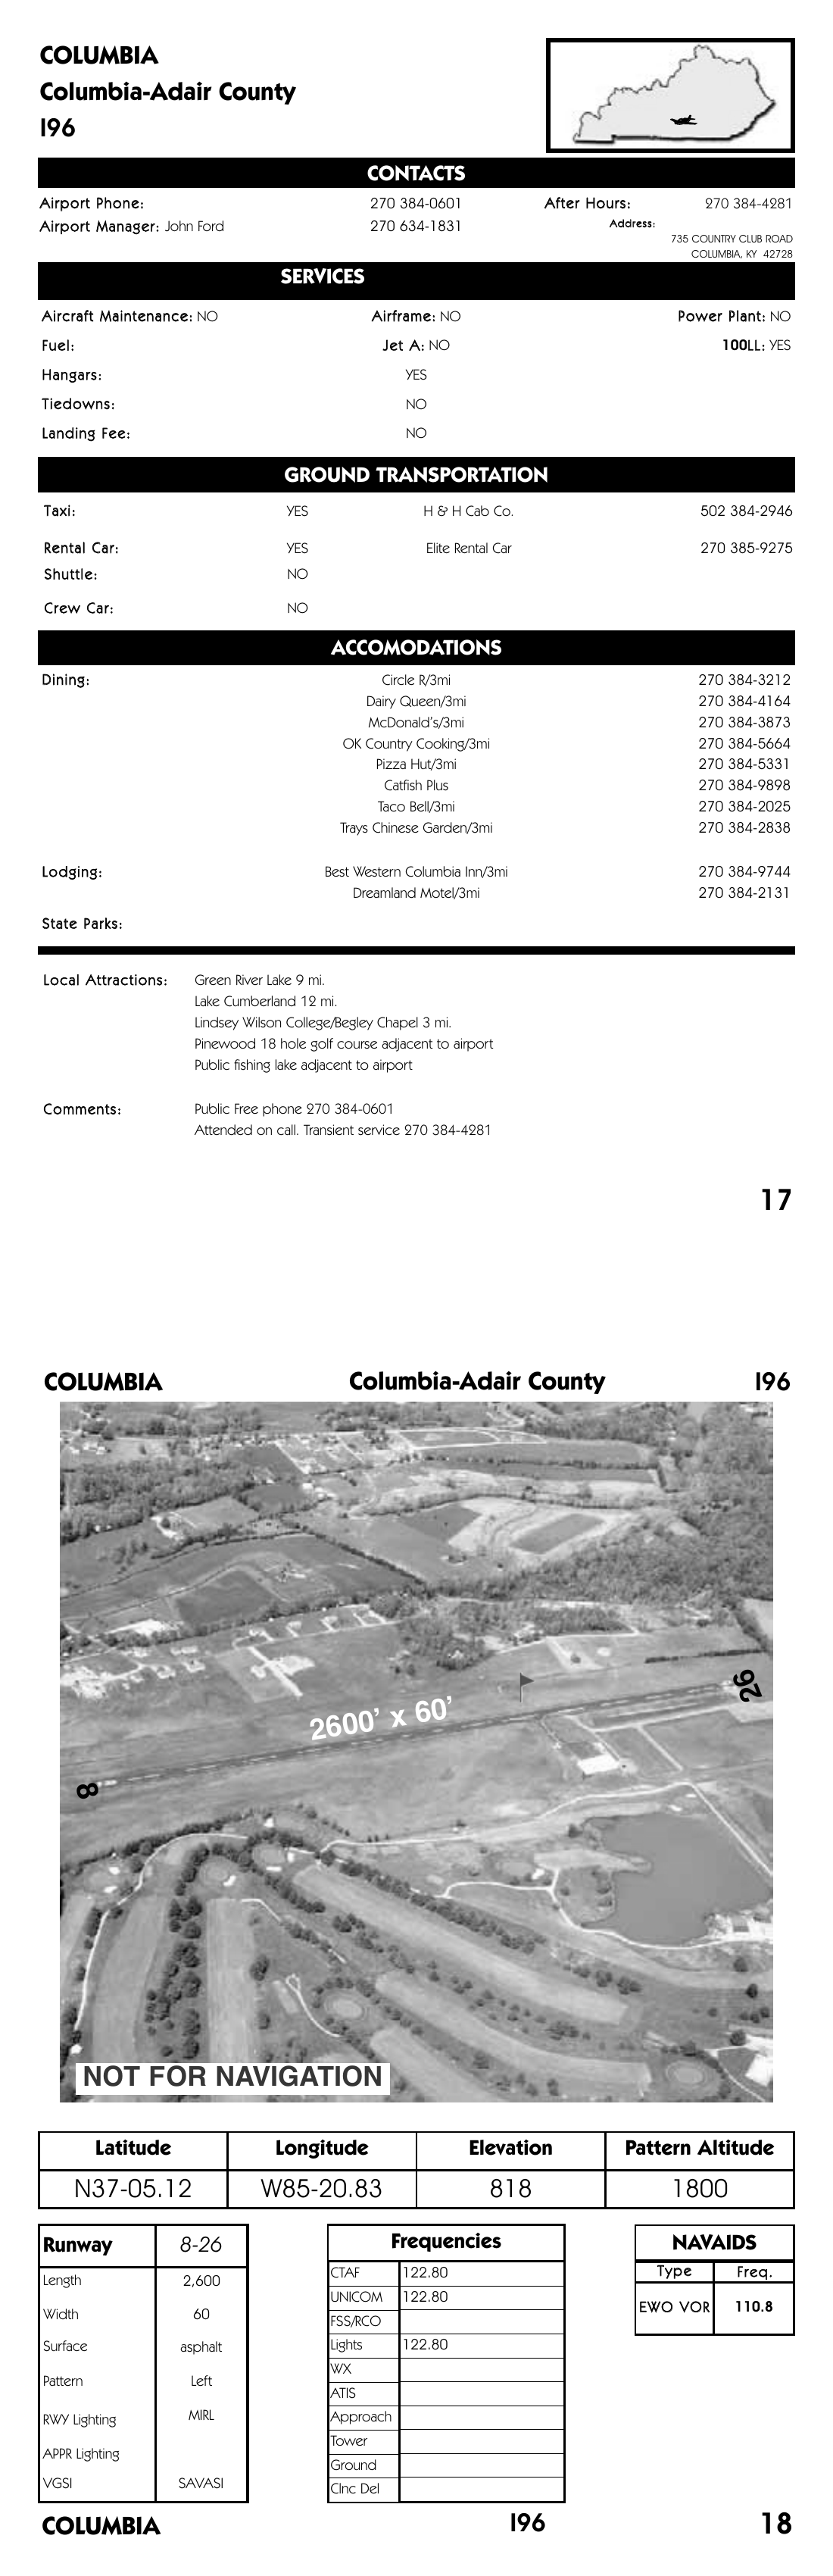 COLUMBIA
Columbia-Adair County
I96
CONTACTS
Airport Phone: 270 384-0601 After Hours: 270 384-4281
Airport Manager: John Ford 270 634-1831 Address:
735 COUNTRY CLUB ROAD
COLUMBIA, KY 42728
SERVICES
Aircraft Maintenance: NO Airframe: NO Power Plant: NO
Fuel: Jet A: NO 100LL: YES
Hangars: YES
Tiedowns: NO
Landing Fee: NO
GROUND TRANSPORTATION
Taxi: YES H & H Cab Co. 502 384-2946
Rental Car: YES Elite Rental Car 270 385-9275
Shuttle: NO
Crew Car: NO
ACCOMODATIONS
Dining: Circle R/3mi 270 384-3212
Dairy Queen/3mi 270 384-4164
McDonald's/3mi 270 384-3873
OK Country Cooking/3mi 270 384-5664
Pizza Hut/3mi 270 384-5331
Catfish Plus 270 384-9898
Taco Bell/3mi 270 384-2025
Trays Chinese Garden/3mi 270 384-2838
Lodging: Best Western Columbia Inn/3mi 270 384-9744
Dreamland Motel/3mi 270 384-2131
State Parks:
Local Attractions: Green River Lake 9 mi.
Lake Cumberland 12 mi.
Lindsey Wilson College/Begley Chapel 3 mi.
Pinewood 18 hole golf course adjacent to airport
Public fishing lake adjacent to airport
Comments: Public Free phone 270 384-0601
Attended on call. Transient service 270 384-4281
17
COLUMBIA Columbia-Adair County I96
26
2600' x 60'
8
NOT FOR NAVIGATION
Latitude Longitude Elevation Pattern Altitude
N37-05.12 W85-20.83 818 1800
Runway 8-26
Length 2,600
Width 60
Surface asphalt
Pattern Left
RWY Lighting MIRL
APPR Lighting
VGSI SAVASI
Frequencies
CTAF 122.80
UNICOM 122.80
FSS/RCO
Lights 122.80
WX
ATIS
Approach
Tower
Ground
Clnc Del
NAVAIDS
Type Freq.
EWO VOR 110.8
COLUMBIA I96 18